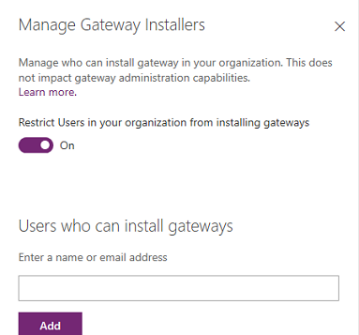 Manage Gateway Installers
Manage who can install gateway in your organization. This does
not impact gateway administration capabilities.
Learn more.
Restrict Users in your organization from installing gateways
On
Users who can install gateways
Enter a name or email address
Add